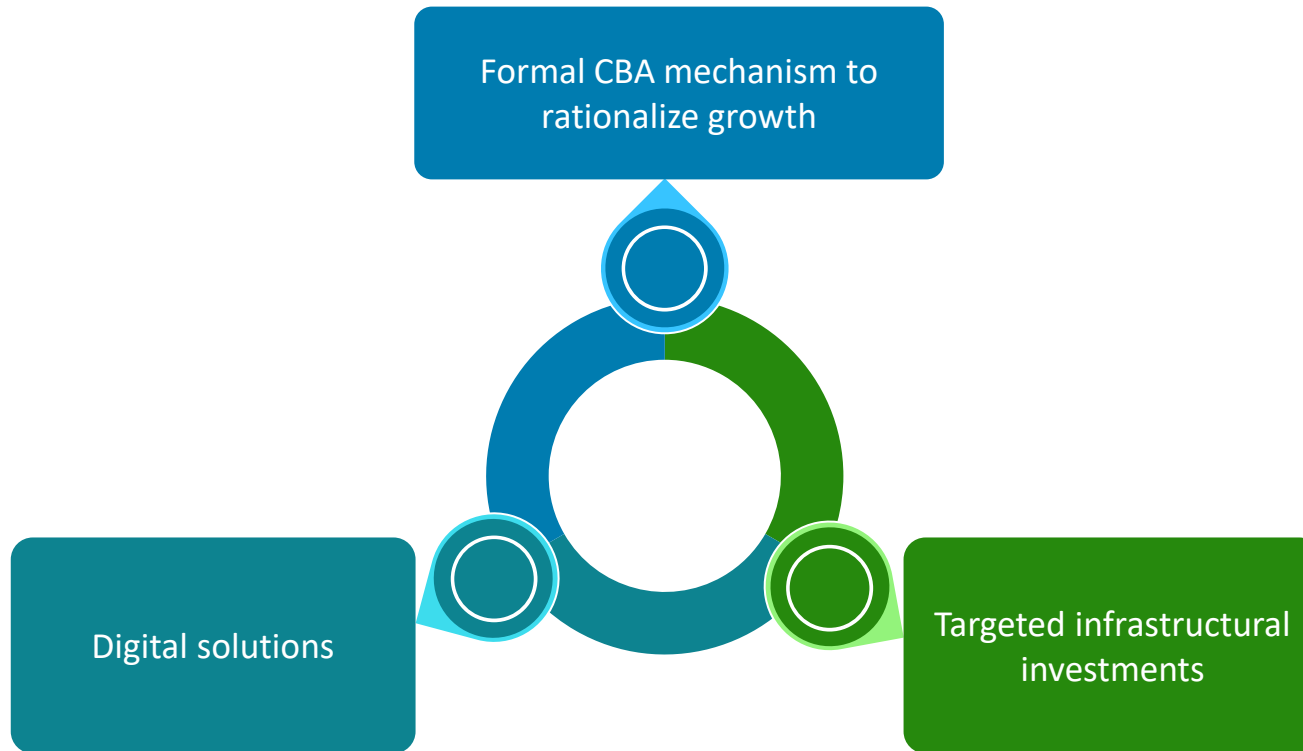 Formal CBA mechanism to
rationalize growth
Digital solutions
Targeted infrastructural
investments